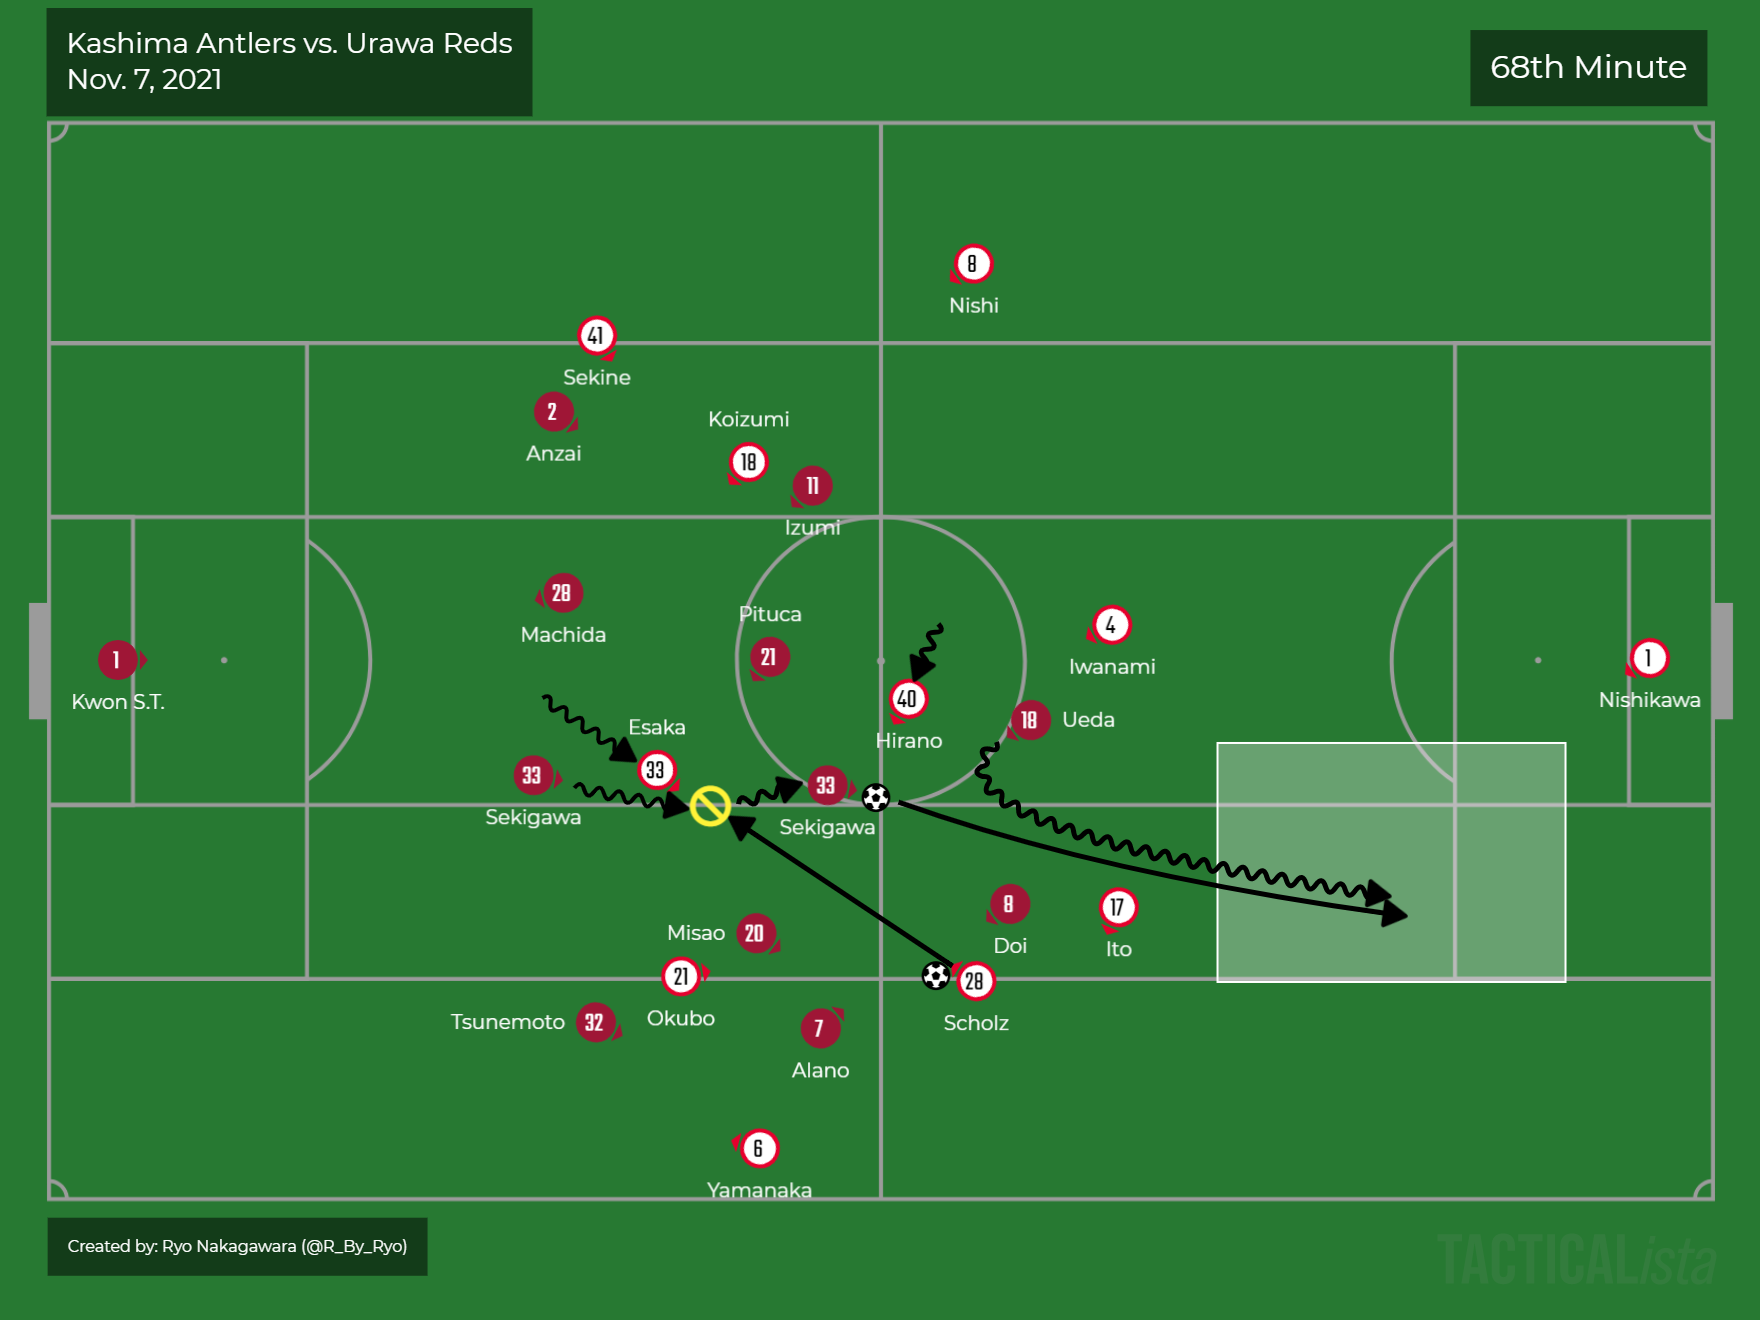 Kashima Antlers vs. Urawa Reds
Nov. 7, 2021
68th Minute
8
Nishi
41
Sekine
2
Anzai
Koizumi
18
11
Izumi
28
Machida
Pituca
21
4
Iwanami
1
Kwon S.T.
1
Nishikawa
40
Hirano
18 Ueda
Esaka
33
33
Sekigawa
33
Sekigawa
8
Doi
17
Ito
Misao 20
21
Okubo
28
Scholz
Tsunemoto 32
7
Alano
6
Yamanaka
Created by: Ryo Nakagawara (@R_By_Ryo)
TACTICALista